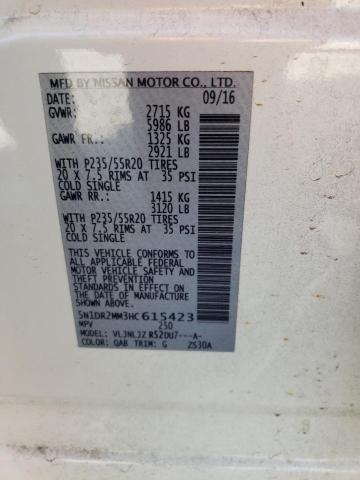 MFD BY NISSAN MOTOR CO., LTD.
DATE: 09/16
GVWR: 2715 KG
5986 LB
GAWR FR.: 1325 KG
2921 LB
WITH P235/55R20 TIRES
20 X 7.5 RIMS AT 35 PSI
COLD SINGLE
GAWR RR.: 1415 KG
3120 LB
WITH P235/55R20 TIRES
20 X 7.5 RIMS AT 35 PSI
COLD SINGLE
THIS VEHICLE CONFORMS TO
ALL APPLICABLE FEDERAL
MOTOR VEHICLE SAFETY
AND THEFT PREVENTION
STANDARDS IN EFFECT ON
THE DATE OF MANUFACTURE
SHOWN ABOVE.
5N1DR2MM3HC615423
MPV 250
MODEL: VLJNLJZ RS2DU7---A-
COLOR: QAB TRIM: G ZS30A